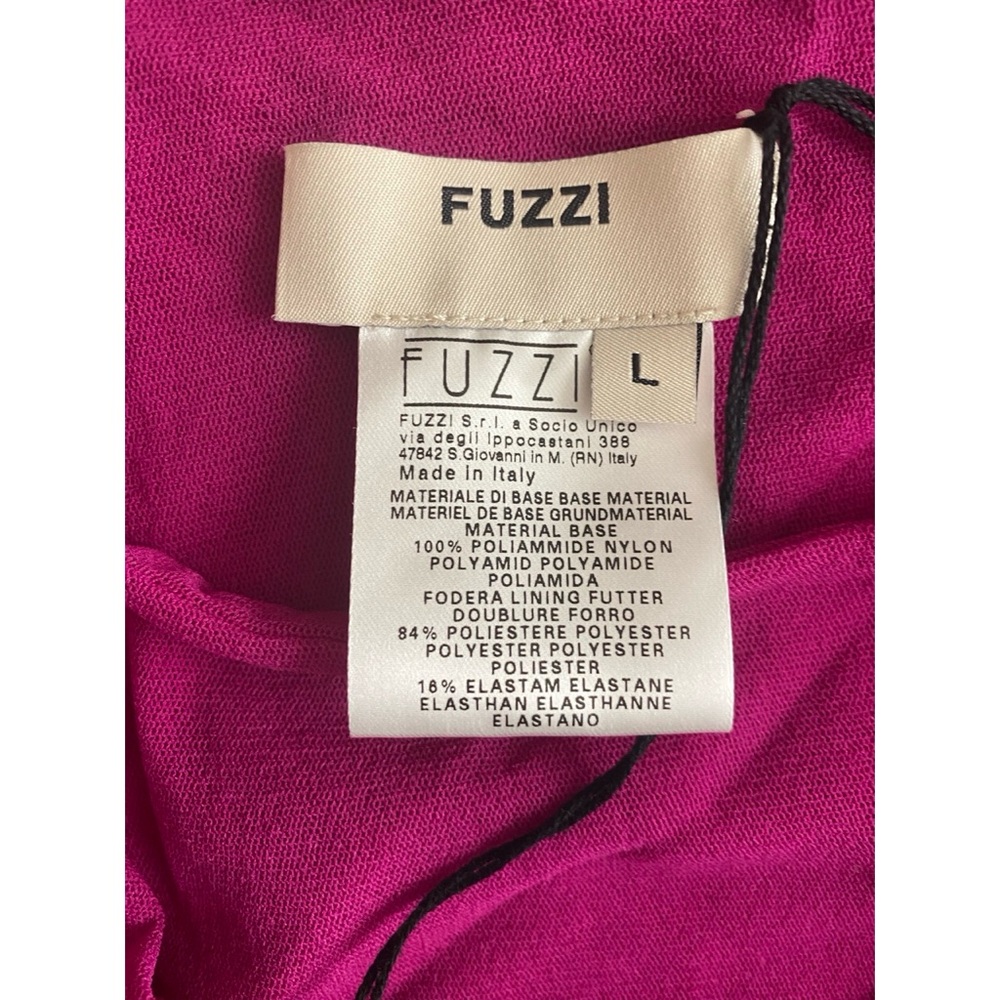 FUZZI
FUZZI
L
FUZZI S.r.l. a Socio Unico
via degli Ippocastani 388
47842 S.Giovanni in M. (RN) Italy
Made in Italy
MATERIALE DI BASE BASE MATERIAL
MATERIEL DE BASE GRUNDMATERIAL
MATERIAL BASE
100% POLIAMMIDE NYLON
POLYAMID POLYAMIDE
POLIAMIDA
FODERA LINING FUTTER
DOUBLURE FORRO
84% POLIESTERE POLYESTER
POLYESTER POLYESTER
POLIESTER
16% ELASTAM ELASTANE
ELASTHAN ELASTHANNE
ELASTANO